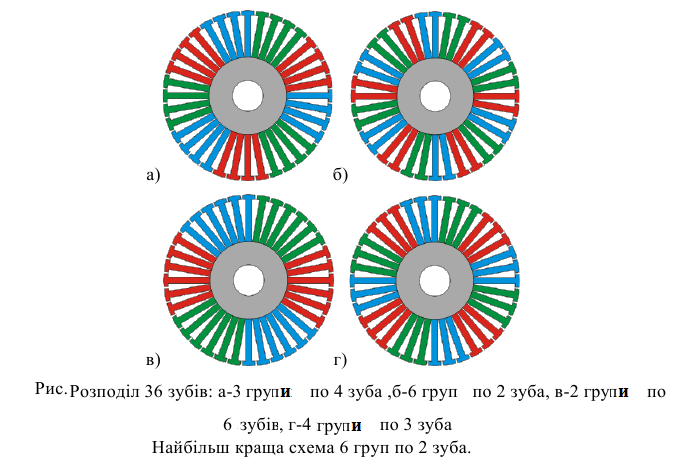 а) б)
в) г)
Рис. Розподіл 36 зубів: а-3 групи по 4 зуба ,б-6 груп по 2 зуба, в-2 групи по
6 зубів, г-4 групи по 3 зуба
Найбільш краща схема 6 груп по 2 зуба.